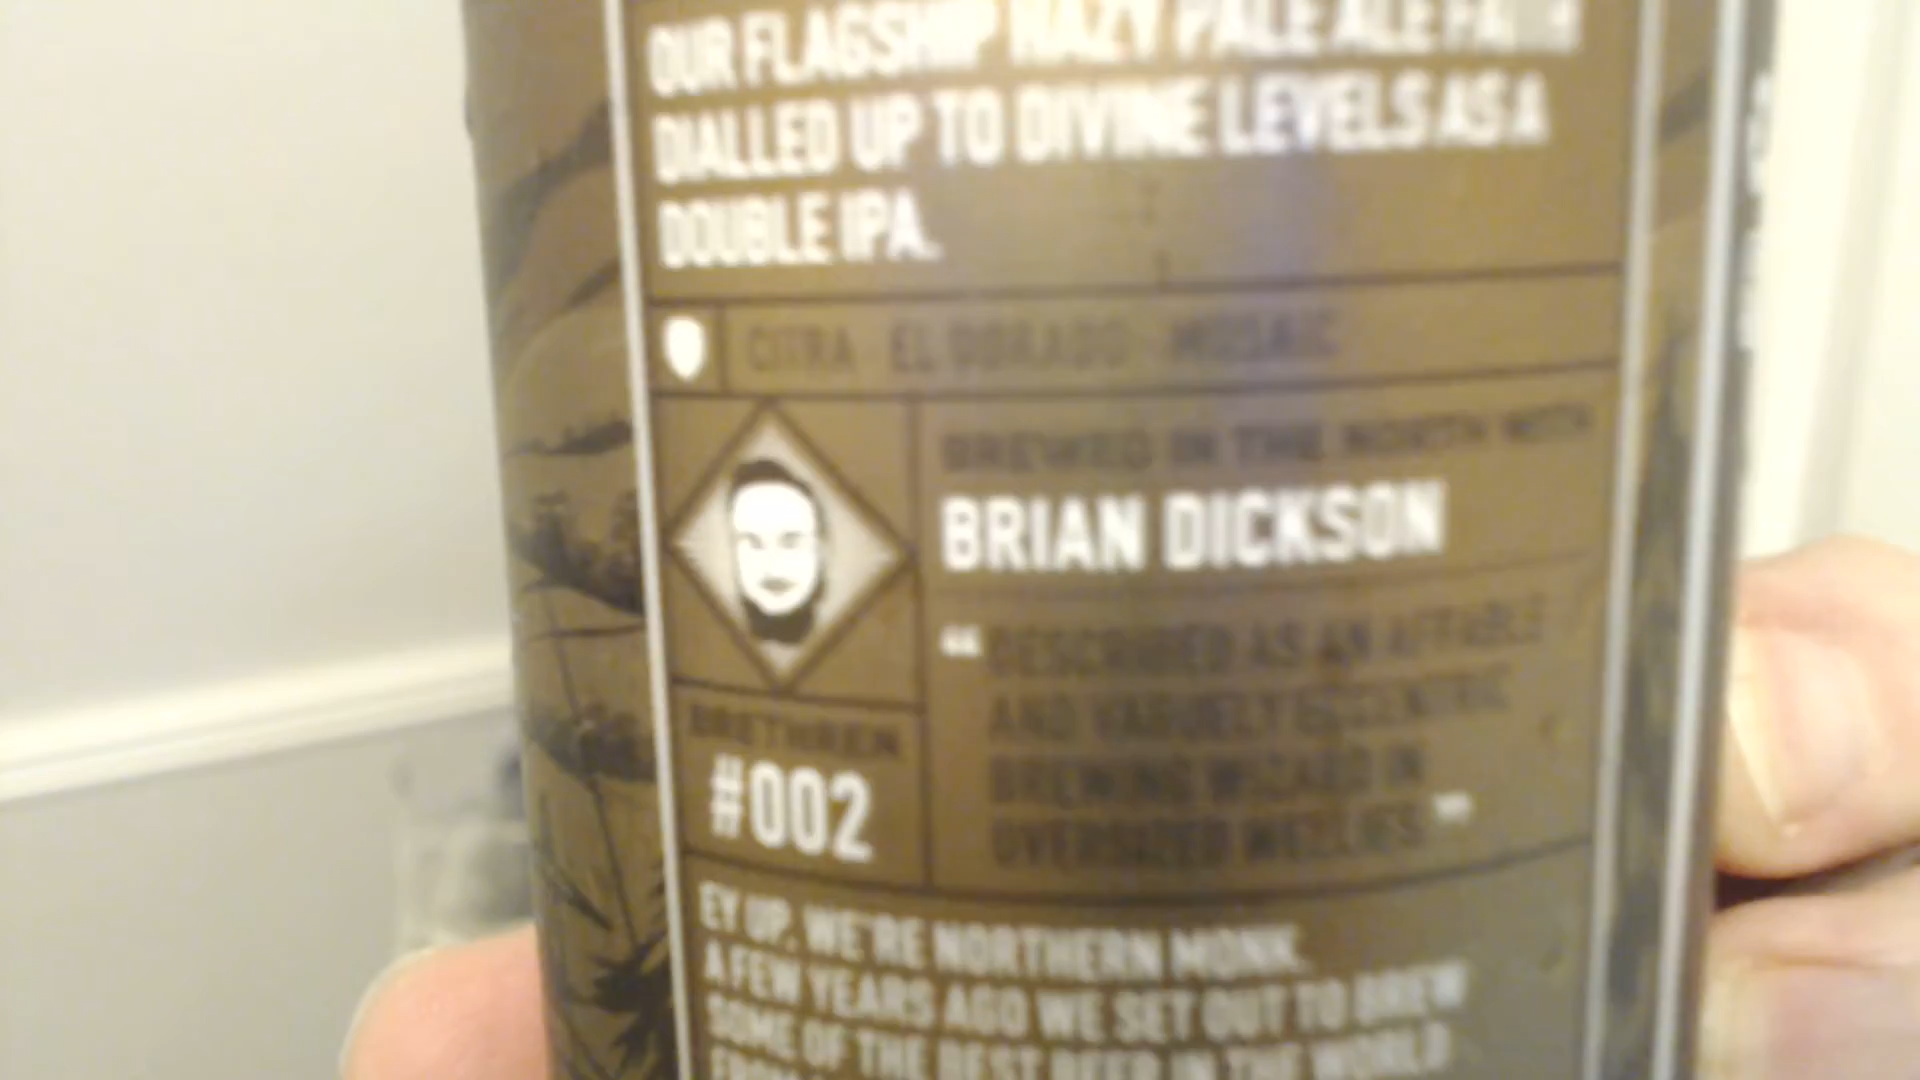 OUR FLAGSHIP HAZY PALE ALE FAITH
DIALLED UP TO DIVINE LEVELS AS A
DOUBLE IPA.
CITRA EL DORADO MOSAIC
BREWED IN THE NORTH WITH
BRIAN DICKSON
“ DESCRIBED AS AN AFFABLE
AND VAGUELY ECCENTRIC
BREWING WIZARD IN
OVERSIZED WELLIES ”
BRETHREN
#002
EY UP. WE'RE NORTHERN MONK.
A FEW YEARS AGO WE SET OUT TO BREW
SOME OF THE BEST BEER IN THE WORLD